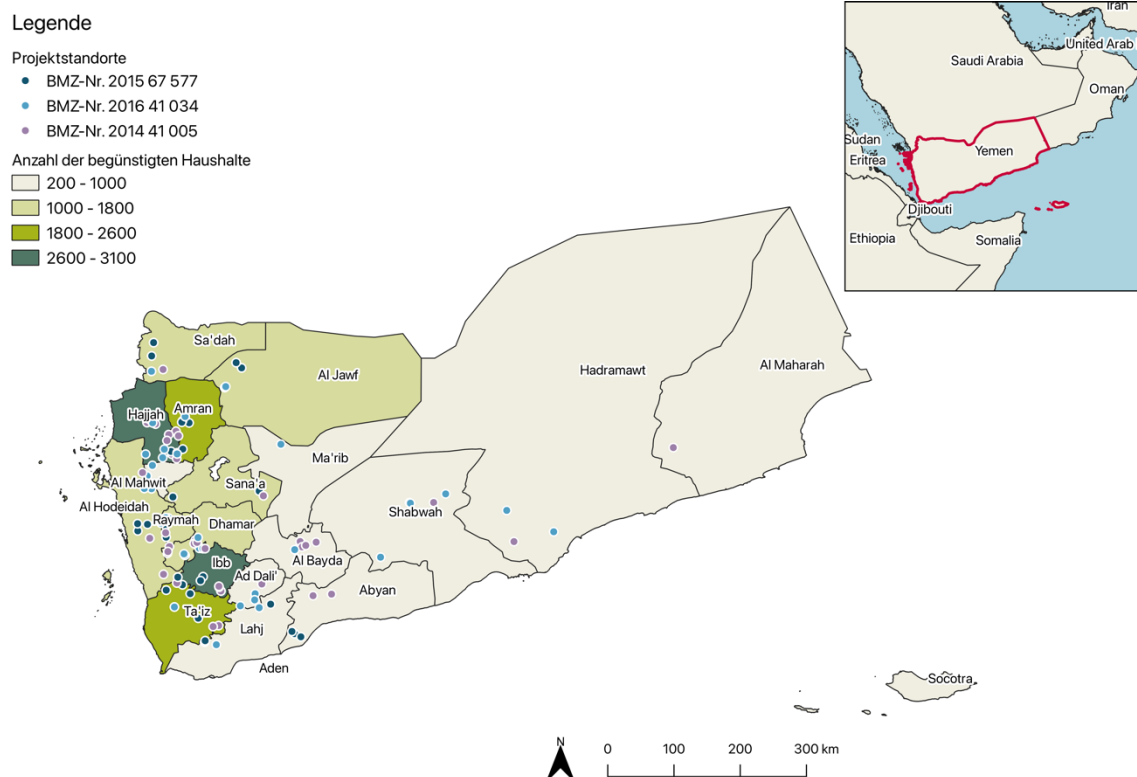 Legende
Projektstandorte
BMZ-Nr. 2015 67 577
BMZ-Nr. 2016 41 034
BMZ-Nr. 2014 41 005
Anzahl der begünstigten Haushalte
200 - 1000
1000 - 1800
1800 - 2600
2600 - 3100
Iran
United Arab
Saudi Arabia
Oman
Sudan
Yemen
Eritrea
Djibouti
Ethiopia
Somalia
Sa'dah
Al Jawf
Hadramawt
Al Maharah
Hajjah
Amran
Ma'rib
Al Mahwit
Sana'a
Al Hodeidah
Shabwah
Raymah
Dhamar
Ibb
Al Bayda
Ad Dali'
Abyan
Ta'iz
Lahj
Aden
Socotra
N
0 100 200 300 km